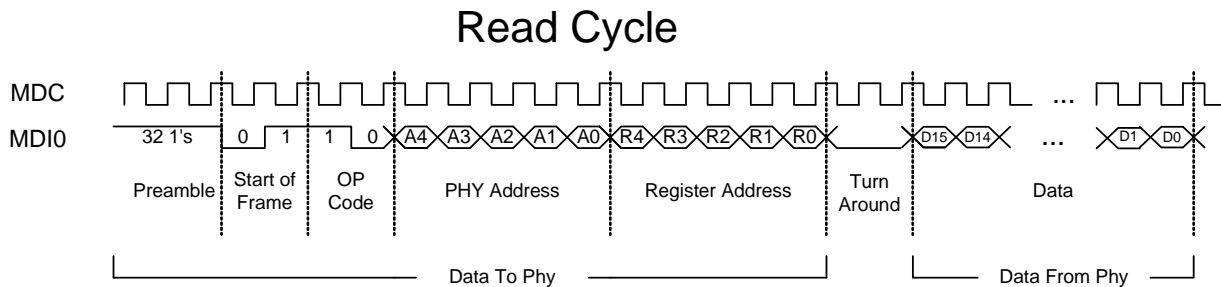 Read Cycle
MDC
...
MDI0
32 1's 0 1 1 0 A4 A3 A2 A1 A0 R4 R3 R2 R1 R0 D15 D14 ... D1 D0
Preamble
Start of
Frame
OP
Code
PHY Address
Register Address
Turn
Around
Data
Data To Phy
Data From Phy